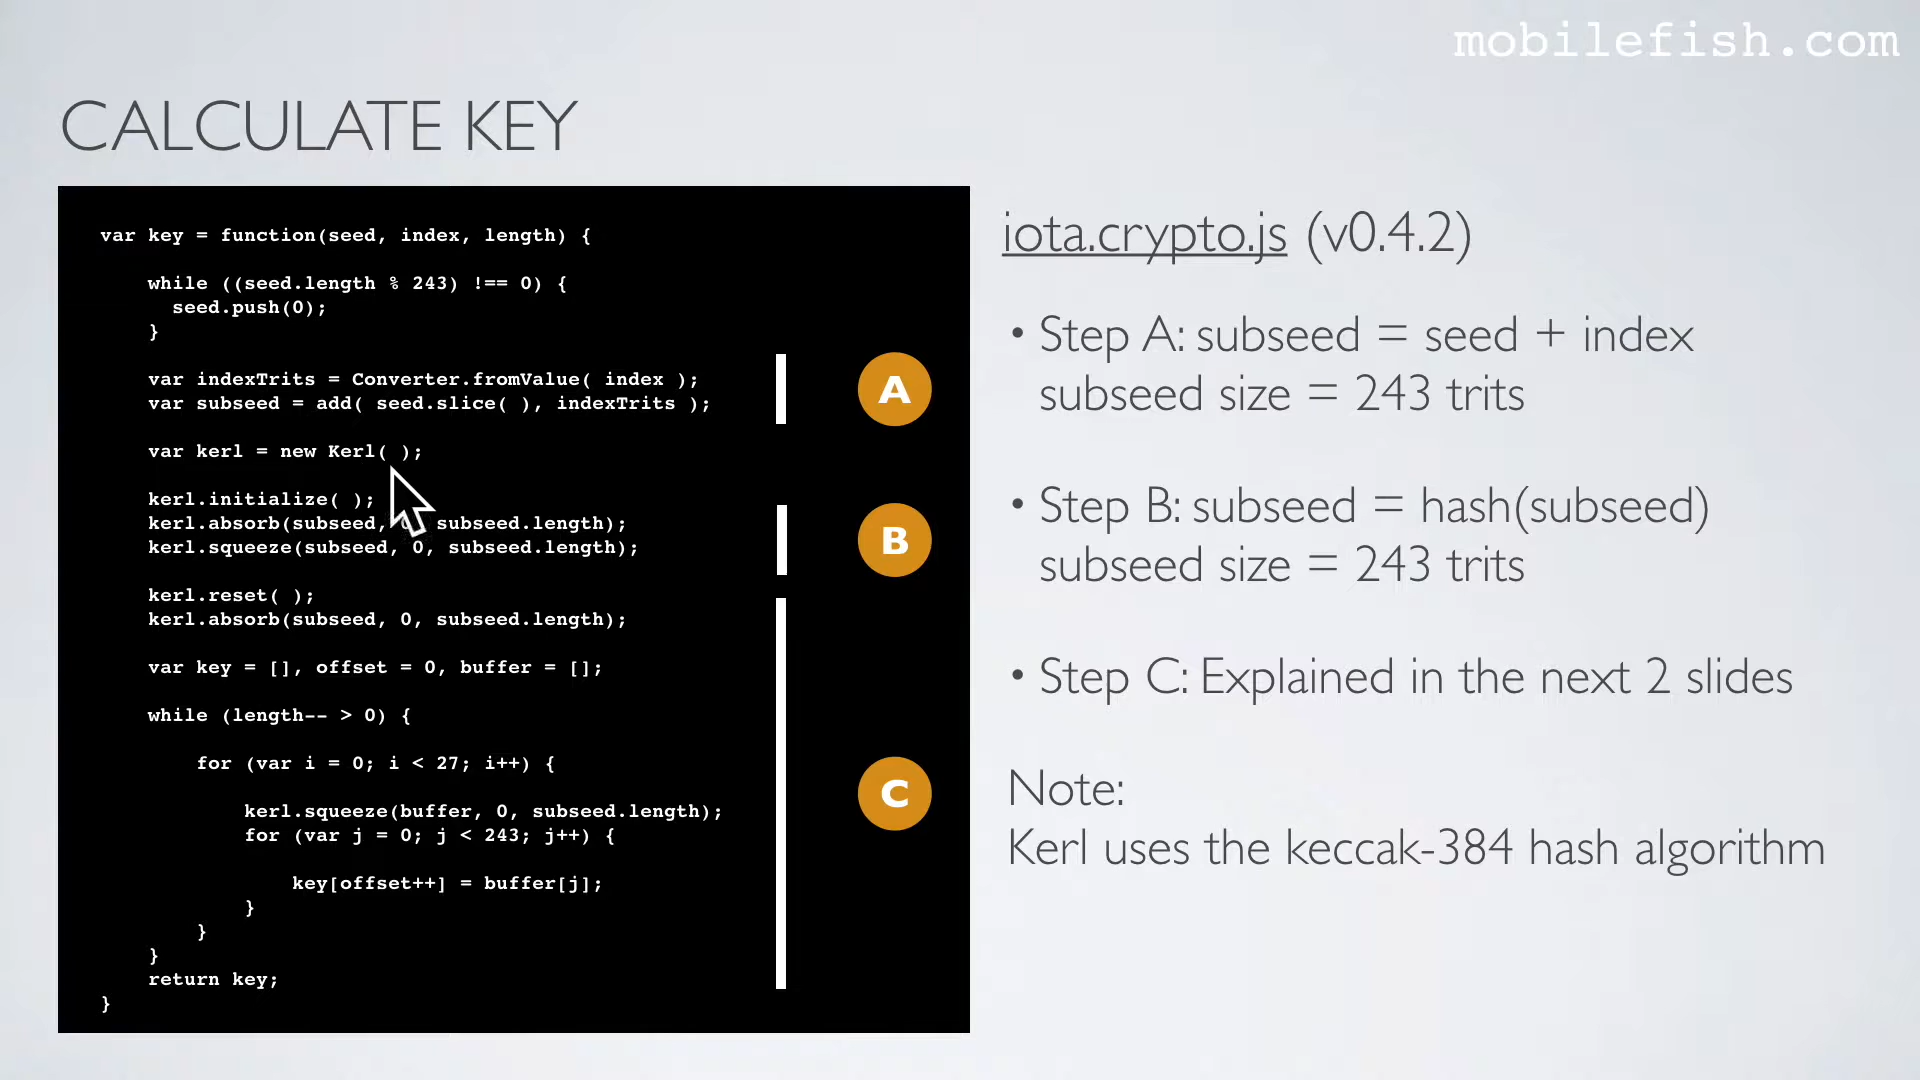 mobilefish.com
CALCULATE KEY
var key = function(seed, index, length) {
while ((seed.length % 243) !== 0) {
seed.push(0);
}
var indexTrits = Converter.fromValue( index );
var subseed = add( seed.slice( ), indexTrits );
var kerl = new Kerl( );
kerl.initialize( );
kerl.absorb(subseed, 0, subseed.length);
kerl.squeeze(subseed, 0, subseed.length);
kerl.reset( );
kerl.absorb(subseed, 0, subseed.length);
var key = [], offset = 0, buffer = [];
while (length-- > 0) {
for (var i = 0; i < 27; i++) {
kerl.squeeze(buffer, 0, subseed.length);
for (var j = 0; j < 243; j++) {
key[offset++] = buffer[j];
}
}
}
return key;
}
A
B
C
iota.crypto.js (v0.4.2)
• Step A: subseed = seed + index
subseed size = 243 trits
• Step B: subseed = hash(subseed)
subseed size = 243 trits
• Step C: Explained in the next 2 slides
Note:
Kerl uses the keccak-384 hash algorithm